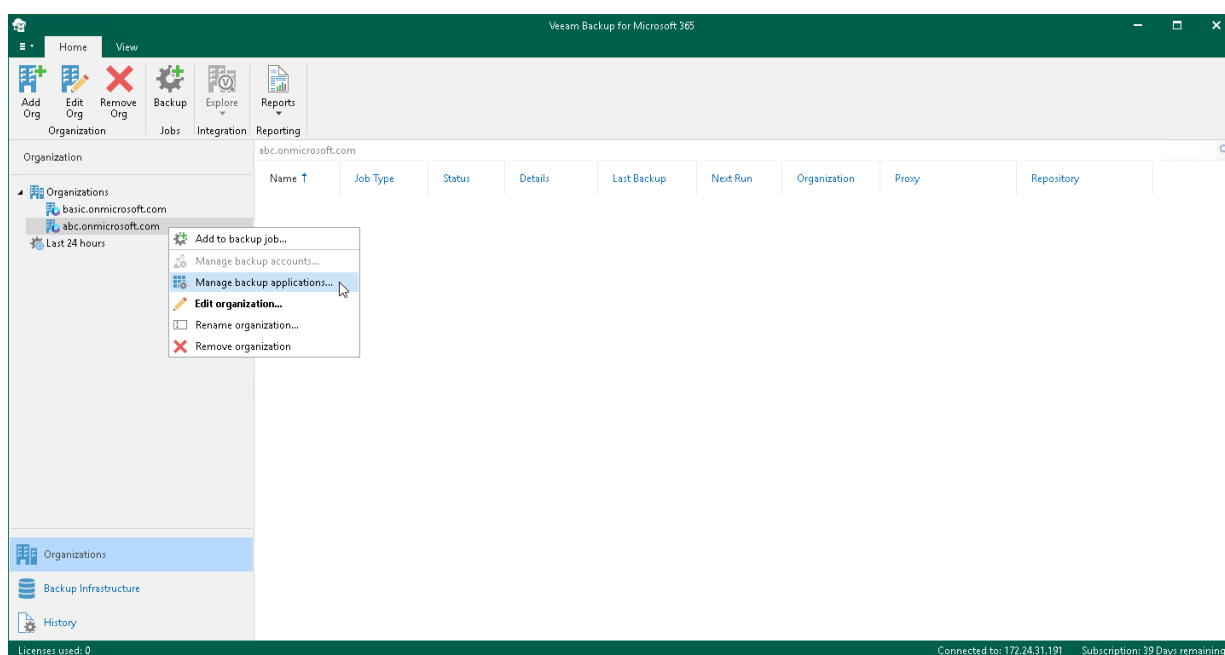 Veeam Backup for Microsoft 365
Home View
Add Org Edit Org Remove Org Backup Explore Reports
Organization Jobs Integration Reporting
Organization
abc.onmicrosoft.com
Name Job Type Status Details Last Backup Next Run Organization Proxy Repository
Organizations
basic.onmicrosoft.com
abc.onmicrosoft.com
Last 24 hours
Add to backup job...
Manage backup accounts...
Manage backup applications...
Edit organization...
Rename organization...
Remove organization
Organizations
Backup Infrastructure
History
Licenses used: 0 Connected to: 172.24.31.191 Subscription: 39 Days remaining